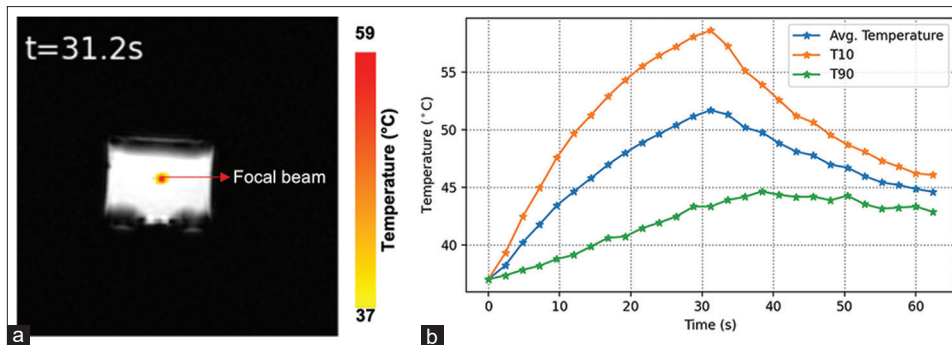 t=31.2s
Focal beam
59
Temperature (°C)
37
a
Temperature (°C)
55
50
45
40
0 10 20 30 40 50 60
Time (s)
Avg. Temperature
T10
T90
b